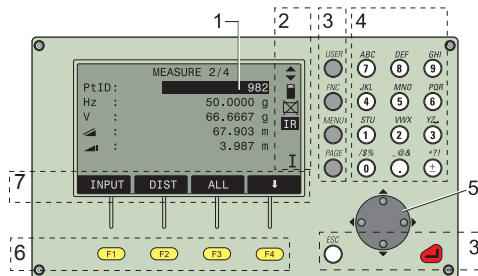 1 2 3 4
MEASURE 2/4
PtID: 982
Hz : 50.0000 g
V : 66.6667 g
: 67.903 m
: 3.987 m
IR
I
INPUT DIST ALL ⬇
F1 F2 F3 F4
USER
FNC
MENU
PAGE
ABC DEF GHI
7 8 9
JKL MNO PQR
4 5 6
STU VWX YZ_
1 2 3
/$% _@& *?!
0 . ±
ESC
5
3
7
6